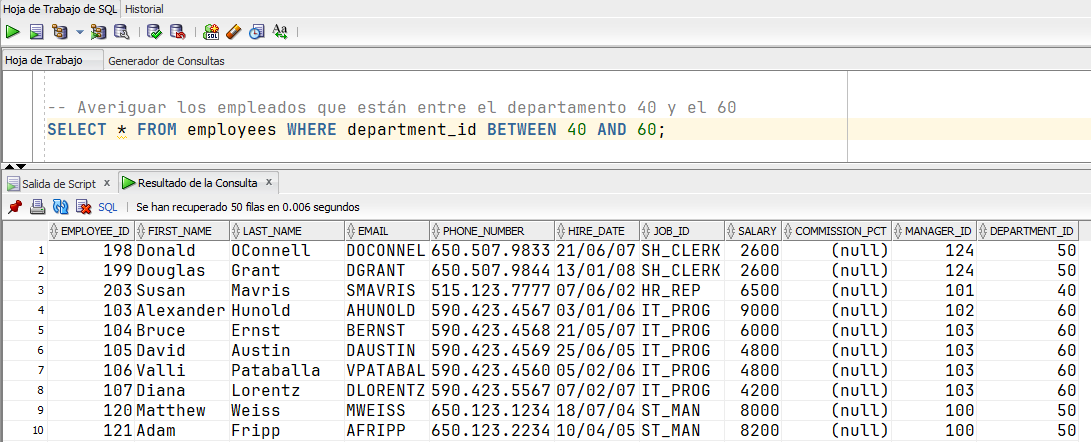 Hoja de Trabajo de SQL Historial
Hoja de Trabajo Generador de Consultas
-- Averiguar los empleados que están entre el departamento 40 y el 60
SELECT * FROM employees WHERE department_id BETWEEN 40 AND 60;
Salida de Script x Resultado de la Consulta x
SQL | Se han recuperado 50 filas en 0.006 segundos
EMPLOYEE_ID FIRST_NAME LAST_NAME EMAIL PHONE_NUMBER HIRE_DATE JOB_ID SALARY COMMISSION_PCT MANAGER_ID DEPARTMENT_ID
1 198 Donald OConnell DOCONNEL 650.507.9833 21/06/07 SH_CLERK 2600 (null) 124 50
2 199 Douglas Grant DGRANT 650.507.9844 13/01/08 SH_CLERK 2600 (null) 124 50
3 203 Susan Mavris SMAVRIS 515.123.7777 07/06/02 HR_REP 6500 (null) 101 40
4 103 Alexander Hunold AHUNOLD 590.423.4567 03/01/06 IT_PROG 9000 (null) 102 60
5 104 Bruce Ernst BERNST 590.423.4568 21/05/07 IT_PROG 6000 (null) 103 60
6 105 David Austin DAUSTIN 590.423.4569 25/06/05 IT_PROG 4800 (null) 103 60
7 106 Valli Pataballa VPATABAL 590.423.4560 05/02/06 IT_PROG 4800 (null) 103 60
8 107 Diana Lorentz DLORENTZ 590.423.5567 07/02/07 IT_PROG 4200 (null) 103 60
9 120 Matthew Weiss MWEISS 650.123.1234 18/07/04 ST_MAN 8000 (null) 100 50
10 121 Adam Fripp AFRIPP 650.123.2234 10/04/05 ST_MAN 8200 (null) 100 50